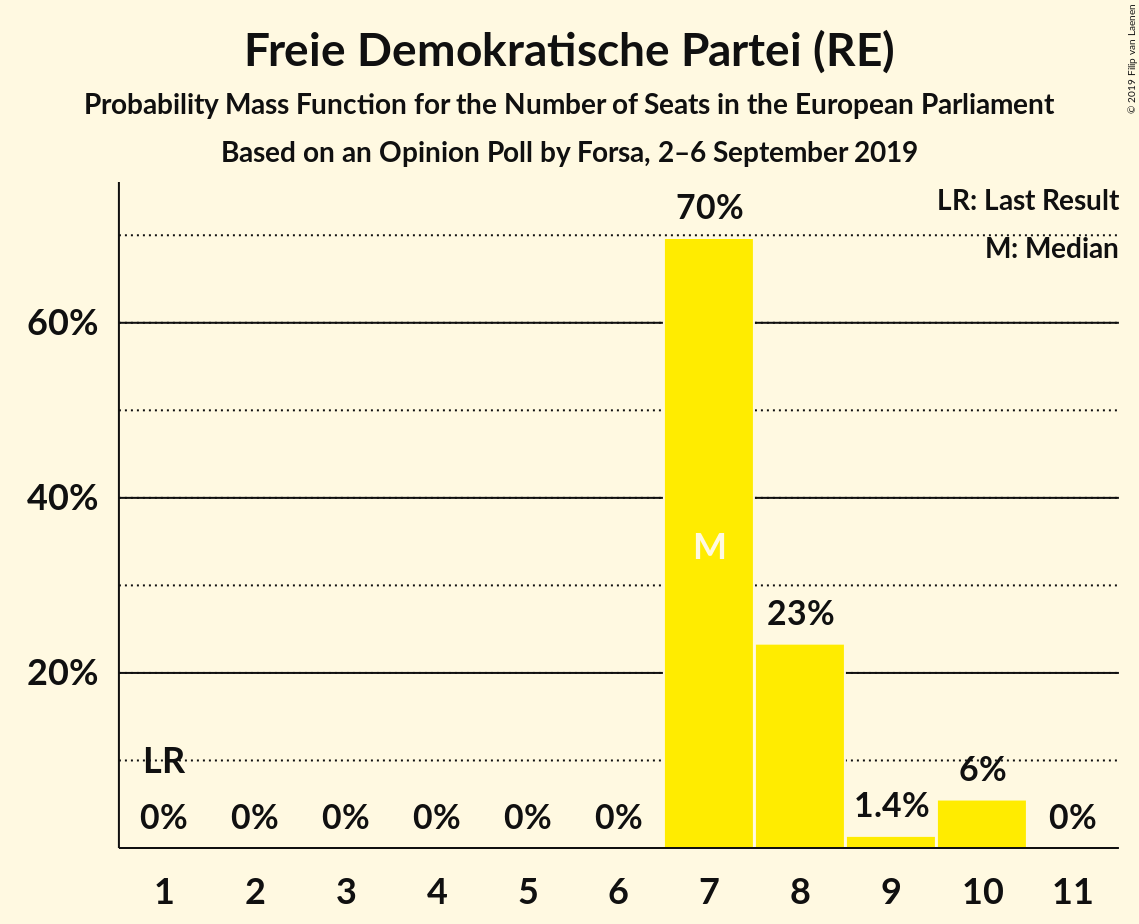 Freie Demokratische Partei (RE)
Probability Mass Function for the Number of Seats in the European Parliament
Based on an Opinion Poll by Forsa, 2–6 September 2019
© 2019 Filip van Laenen
LR: Last Result
M: Median
70%
60%
40%
M
23%
20%
LR
6%
1.4%
0% 0% 0% 0% 0% 0% 0%
1 2 3 4 5 6 7 8 9 10 11